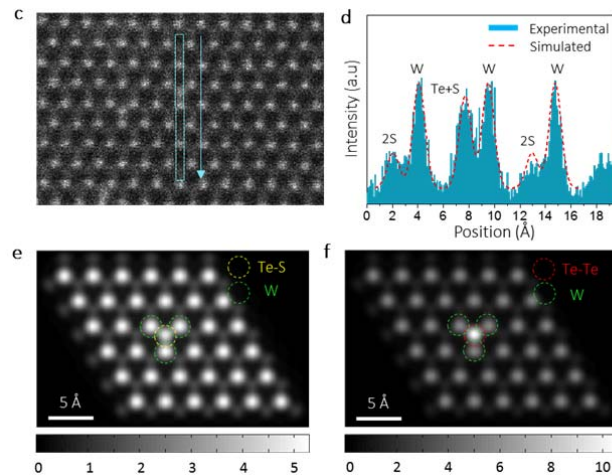 c
d
Experimental
Simulated
Intensity (a.u)
W
Te+S
W
W
2S
2S
0 2 4 6 8 10 12 14 16 18
Position (Å)
e
Te-S
W
5 Å
0 1 2 3 4 5
f
Te-Te
W
5 Å
0 2 4 6 8 10